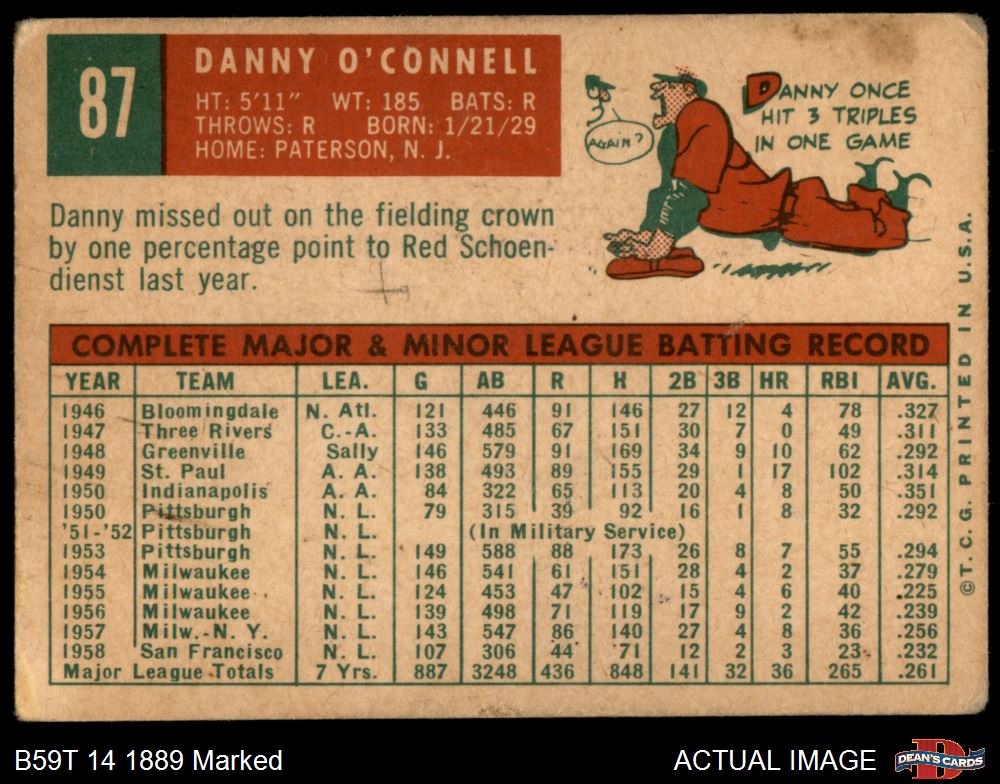 87
DANNY O'CONNELL
HT: 5'11" WT: 185 BATS: R
THROWS: R BORN: 1/21/29
HOME: PATERSON, N. J.
AGAIN?
DANNY ONCE
HIT 3 TRIPLES
IN ONE GAME
Danny missed out on the fielding crown
by one percentage point to Red Schoen-
dienst last year.
COMPLETE MAJOR & MINOR LEAGUE BATTING RECORD
YEAR TEAM LEA. G AB R H 2B 3B HR RBI AVG.
1946 Bloomingdale N. Atl. 121 446 91 146 27 12 4 78 .327
1947 Three Rivers C.-A. 133 485 67 151 30 7 0 49 .311
1948 Greenville Sally 146 579 91 169 34 9 10 62 .292
1949 St. Paul A. A. 138 493 89 155 29 1 17 102 .314
1950 Indianapolis A. A. 84 322 65 113 20 4 8 50 .351
1950 Pittsburgh N. L. 79 315 39 92 16 1 8 32 .292
'51-'52 Pittsburgh N. L. (In Military Service)
1953 Pittsburgh N. L. 149 588 88 173 26 8 7 55 .294
1954 Milwaukee N. L. 146 541 61 151 28 4 2 37 .279
1955 Milwaukee N. L. 124 453 47 102 15 4 6 40 .225
1956 Milwaukee N. L. 139 498 71 119 17 9 2 42 .239
1957 Milw.-N. Y. N. L. 143 547 86 140 27 4 8 36 .256
1958 San Francisco N. L. 107 306 44 71 12 2 3 23 .232
Major League Totals 7 Yrs. 887 3248 436 848 141 32 36 265 .261
©T. C. G. PRINTED IN U.S.A.
B59T 14 1889 Marked
ACTUAL IMAGE
D
DEAN'S CARDS